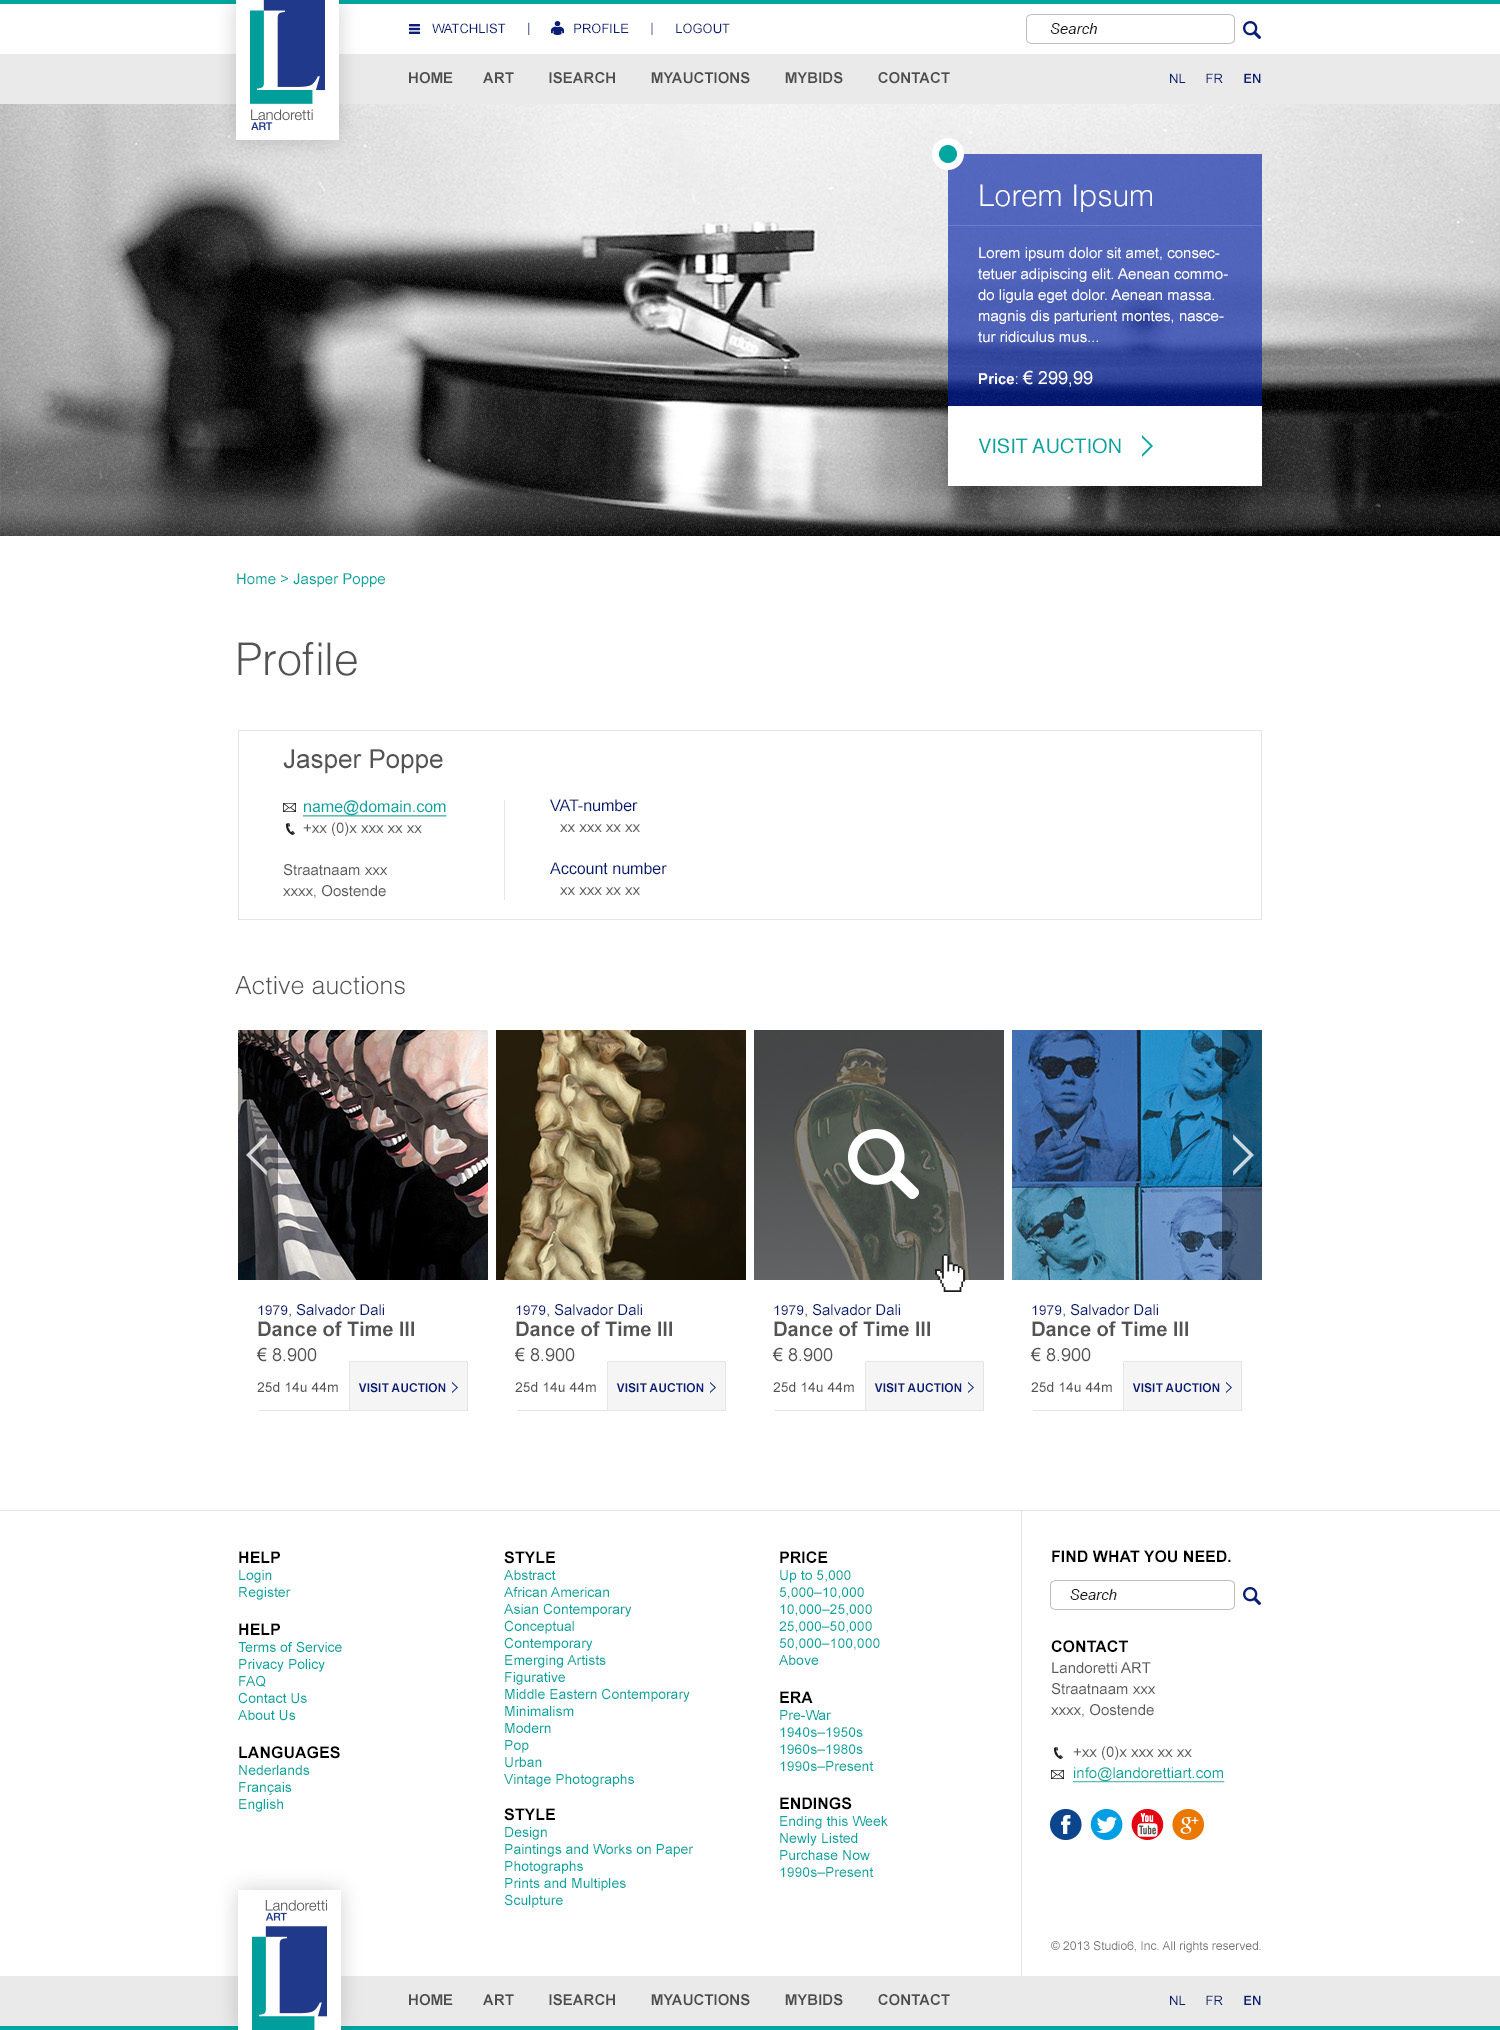 WATCHLIST | PROFILE | LOGOUT
Search
L
Landoretti
ART
HOME ART ISEARCH MYAUCTIONS MYBIDS CONTACT
NL FR EN
Lorem Ipsum
Lorem ipsum dolor sit amet, consec-
tetuer adipiscing elit. Aenean commo-
do ligula eget dolor. Aenean massa.
magnis dis parturient montes, nasce-
tur ridiculus mus...
Price: € 299,99
VISIT AUCTION
Home > Jasper Poppe
Profile
Jasper Poppe
name@domain.com
+xx (0)x xxx xx xx
Straatnaam xxx
xxxx, Oostende
VAT-number
xx xxx xx xx
Account number
xx xxx xx xx
Active auctions
11 12 10 2 3
1979, Salvador Dali
Dance of Time III
€ 8.900
25d 14u 44m VISIT AUCTION
1979, Salvador Dali
Dance of Time III
€ 8.900
25d 14u 44m VISIT AUCTION
1979, Salvador Dali
Dance of Time III
€ 8.900
25d 14u 44m VISIT AUCTION
1979, Salvador Dali
Dance of Time III
€ 8.900
25d 14u 44m VISIT AUCTION
HELP
Login
Register
HELP
Terms of Service
Privacy Policy
FAQ
Contact Us
About Us
LANGUAGES
Nederlands
Français
English
STYLE
Abstract
African American
Asian Contemporary
Conceptual
Contemporary
Emerging Artists
Figurative
Middle Eastern Contemporary
Minimalism
Modern
Pop
Urban
Vintage Photographs
STYLE
Design
Paintings and Works on Paper
Photographs
Prints and Multiples
Sculpture
PRICE
Up to 5,000
5,000–10,000
10,000–25,000
25,000–50,000
50,000–100,000
Above
ERA
Pre-War
1940s–1950s
1960s–1980s
1990s–Present
ENDINGS
Ending this Week
Newly Listed
Purchase Now
1990s–Present
FIND WHAT YOU NEED.
Search
CONTACT
Landoretti ART
Straatnaam xxx
xxxx, Oostende
+xx (0)x xxx xx xx
info@landorettiart.com
f You Tube g+
© 2013 Studio6, Inc. All rights reserved.
Landoretti
ART
L
HOME ART ISEARCH MYAUCTIONS MYBIDS CONTACT
NL FR EN